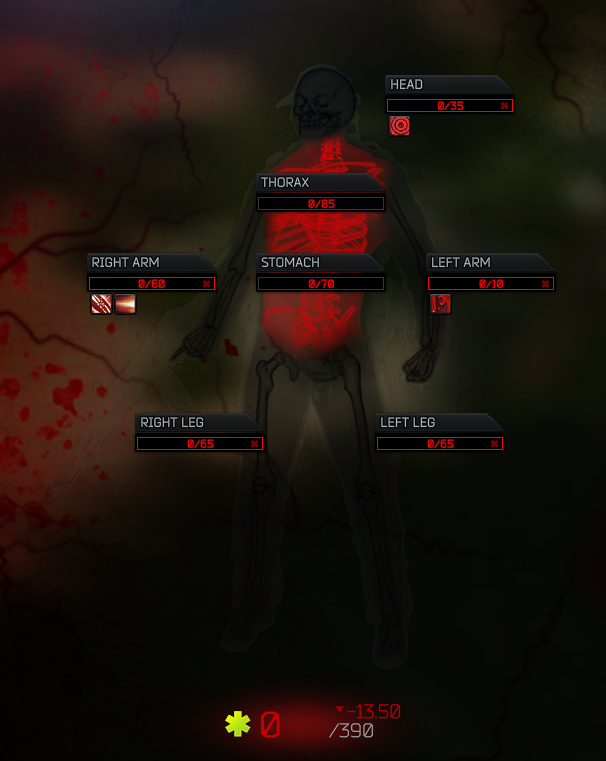 HEAD
0/35
THORAX
0/85
RIGHT ARM
0/60
STOMACH
0/70
LEFT ARM
0/10
RIGHT LEG
0/65
LEFT LEG
0/65
0
-13.50
/390